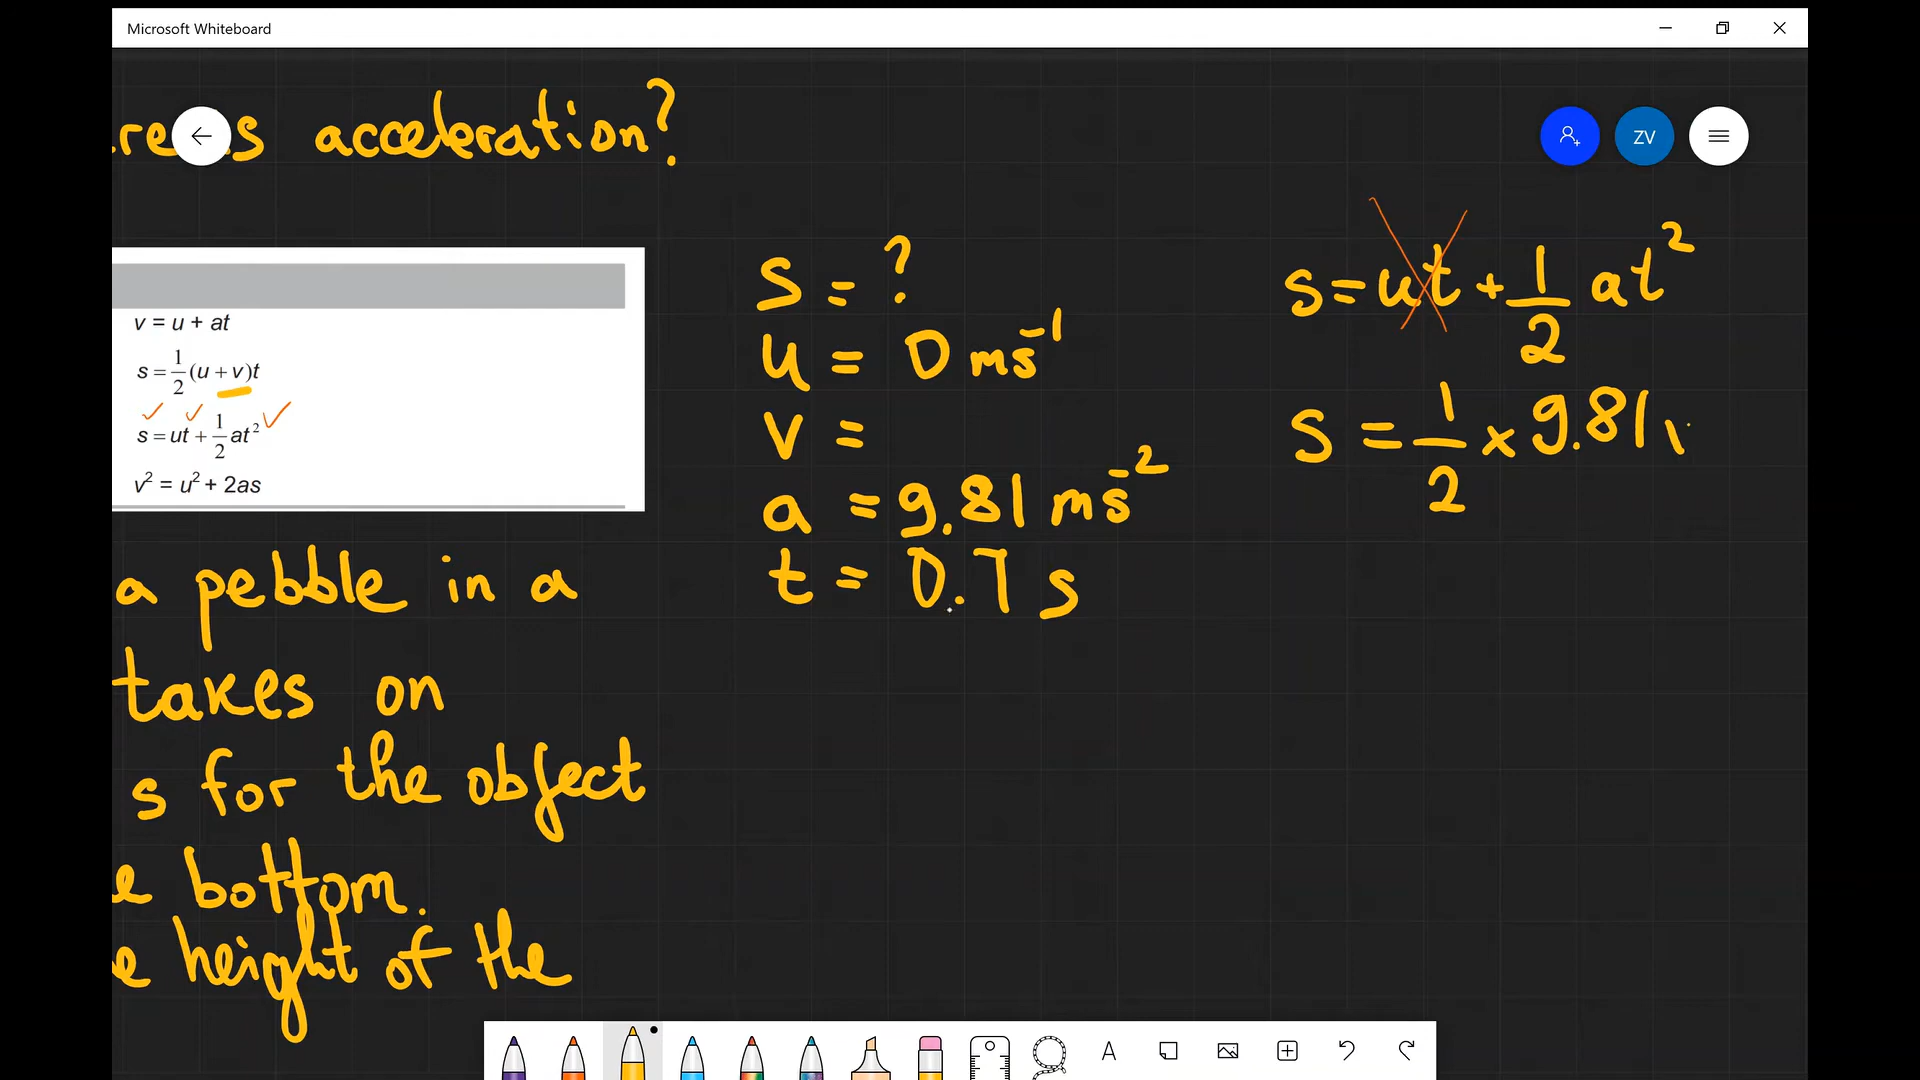 Microsoft Whiteboard
acceleration?
ZV
v = u + at
s = 1/2 (u + v)t
s = ut + 1/2 at²
v² = u² + 2as
s = ?
u = 0 ms⁻¹
v =
a = 9.81 ms⁻²
t = 0.7 s
s = ut + 1/2 at²
s = 1/2 × 9.81
a pebble in a
takes on
s for the object
bottom.
height of the
A